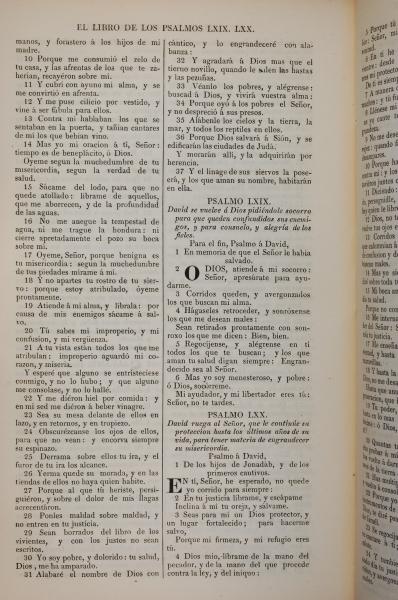 EL LIBRO DE LOS PSALMOS LXIX. LXX.
manos, y forastero á los hijos de mi
madre.
10 Porque me consumió el zelo de
tu casa, y las afrentas de los que te za-
herian, recayéron sobre mí.
11 Y cubrí con ayuno mi alma, y se
me convirtió en afrenta.
12 Y me puse cilicio por vestido, y
vine á ser fábula para ellos.
13 Contra mí hablaban los que se
sentaban en la puerta, y tañian cantares
de mí los que bebian vino.
14 Mas yo mi oracion á tí, Señor:
tiempo es de beneplácito, ó Dios.
Oyeme segun la muchedumbre de tu
misericordia, segun la verdad de tu
salud.
15 Sácame del lodo, para que no
quede atollado: librame de aquellos,
que me aborrecen, y de la profundidad
de las aguas.
16 No me anegue la tempestad de
agua, ni me trague la hondura: ni
cierre apretadamente el pozo su boca
sobre mí.
17 Oyeme, Señor, porque benigna es
tu misericordia: segun la muchedumbre
de tus piedades mírame á mí.
18 Y no apartes tu rostro de tu sier-
vo: porque estoy atribulado, óyeme
prontamente.
19 Atiende á mi alma, y librala: por
causa de mis enemigos sácame á sal-
vo.
20 Tú sabes mi improperio, y mi
confusion, y mi vergüenza.
21 A tu vista están todos los que me
atribulan: improperio aguardó mi co-
razon, y miseria.
Y esperé que alguno se entristeciese
conmigo, y no lo hubo; y que alguno
me consolase, y no lo hallé.
22 Y me diéron hiel por comida: y
en mi sed me diéron á beber vinagre.
23 Sea su mesa delante de ellos en
lazo, y en retornos, y en tropiezo.
24 Obscurézcanse los ojos de ellos,
para que no vean: y encorva siempre
su espinazo.
25 Derrama sobre ellos tu ira, y el
furor de tu ira los alcance.
26 Yerma quede su morada, y en las
tiendas de ellos no haya quien habite.
27 Porque al que tú heriste, persi-
guiéron, y sobre el dolor de mis llagas
acrecentáron.
28 Ponles maldad sobre maldad, y
no entren en tu justicia.
29 Sean borrados del libro de los
vivientes, y con los justos no sean
escritos.
30 Yo soy pobre, y dolorido: tu salud,
Dios, me ha amparado.
31 Alabaré el nombre de Dios con
cántico, y lo engrandeceré con ala-
banza:
32 Y agradará á Dios mas que el
tierno novillo, quando le salen las hastas
y las pezuñas.
33 Véanlo los pobres, y alégrense:
buscad á Dios, y vivirá vuestra alma:
34 Porque oyó á los pobres el Señor,
y no despreció á sus presos.
35 Alábenlo los cielos y la tierra, la
mar, y todos los reptiles en ellos.
36 Porque Dios salvará á Sión, y se
edificarán las ciudades de Judá.
Y morarán allí, y la adquirirán por
herencia.
37 Y el linage de sus siervos la pose-
erá, y los que aman su nombre, habitarán
en ella.
PSALMO LXIX.
David se vuelve á Dios pidiéndole socorro
para que queden confundidos sus enemi-
gos, y para consuelo, y alegría de los
fieles.
Para el fin, Psalmo á David,
1 En memoria de que el Señor le habia
salvado.
2 O DIOS, atiende á mi socorro:
Señor, apresúrate para ayu-
darme.
3 Corridos queden, y avergonzados
los que buscan mi alma.
4 Hágaseles retroceder, y sonrósense
los que me desean males:
Sean retirados prontamente con son-
rojo los que me dicen: Bien, bien.
5 Regocijense, y alégrense en tí
todos los que te buscan; y los que
aman tu salud digan siempre: Engran-
decido sea el Señor.
6 Mas yo soy menesteroso, y pobre:
ó Dios, socórreme.
Mi ayudador, y mi libertador eres tú:
Señor, no te tardes.
PSALMO LXX.
David ruega al Señor, que le continúe su
proteccion hasta los últimos años de su
vida, para tener materia de engrandecer
su misericordia.
Psalmo á David,
1 De los hijos de Jonadáb, y de los
primeros cautivos.
EN tí, Señor, he esperado, no quede
yo corrido para siempre:
2 En tu justicia líbrame, y escápame
Inclina á mí tu oreja, y sálvame.
3 Seas para mí un Dios protector, y
un lugar fortalecido; para hacerme
salvo,
Porque mi firmeza, y mi refugio eres
tú.
4 Dios mio, líbrame de la mano del
pecador, y de la mano del que procede
contra la ley, y del iniquo: